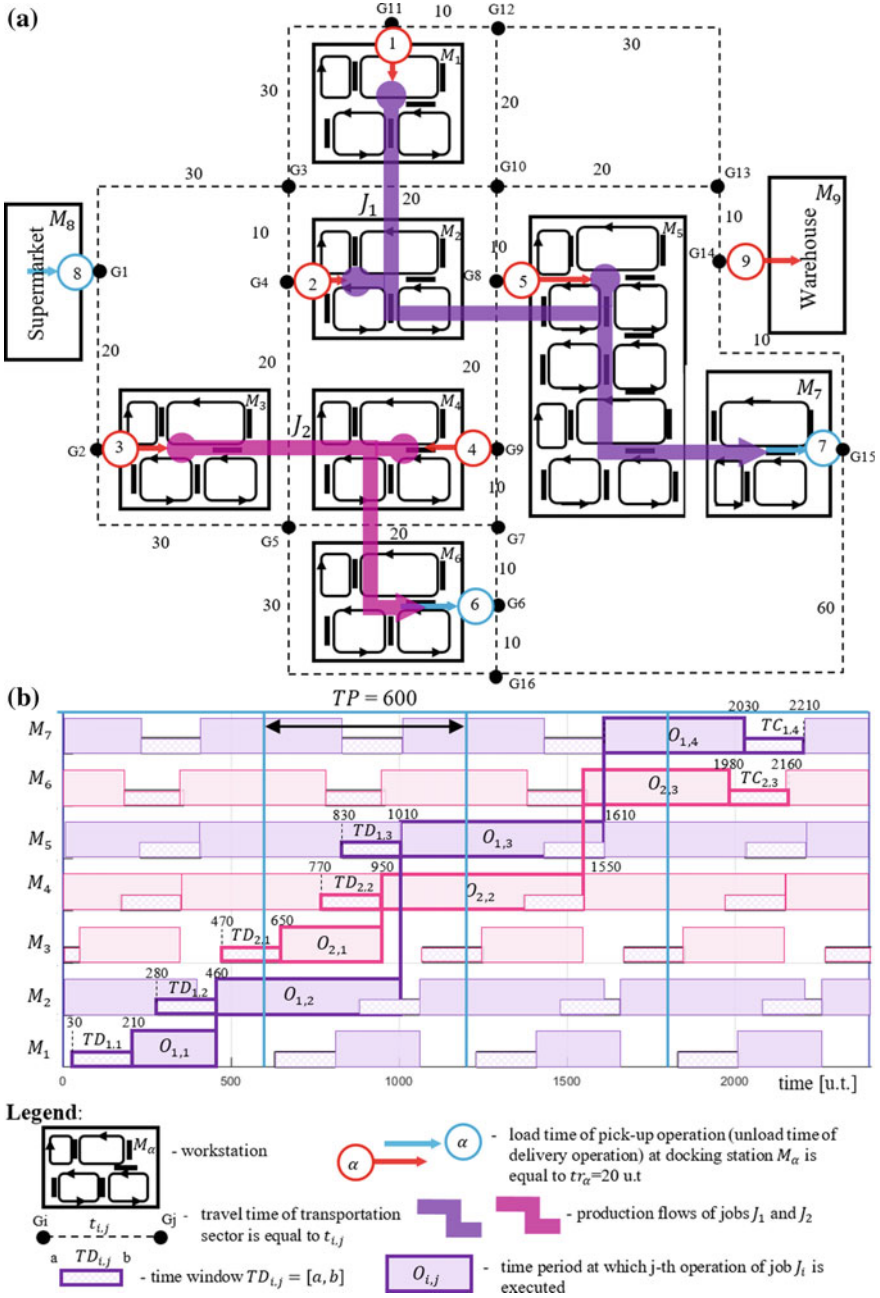 (a)
G11 10 G12
1
M₁
30
30
20
G3 G10 G13
30 20 20
J₁
M₈
Supermarket
8
G1
10
M₂
2
G4
10
G8
5
M₅
10
G14
9
M₉
Warehouse
20
20
20
10
M₃
3
G2
J₂
M₄
4
G9
M₇
7
G15
10
30
G5
20
G7
M₆
6
30
10
G6
10
60
G16
(b)
TP = 600
2030 2210
M₇ O₁,₄ TC₁.₄
1980 2160
M₆ O₂,₃ TC₂.₃
830 1010 1610
M₅ TD₁.₃ O₁,₃
770 950 1550
M₄ TD₂.₂ O₂,₂
470 650
M₃ TD₂.₁ O₂,₁
280 460
M₂ TD₁.₂ O₁,₂
30 210
M₁ TD₁.₁ O₁,₁
0 500 1000 1500 2000
time [u.t.]
Legend:
Mα - workstation
α α - load time of pick-up operation (unload time of
delivery operation) at docking station Mα is
equal to trα=20 u.t
Gi tᵢ,ⱼ Gj - travel time of transportation
sector is equal to tᵢ,ⱼ
- production flows of jobs J₁ and J₂
a TDᵢ,ⱼ b - time window TDᵢ,ⱼ = [a, b]
Oᵢ,ⱼ - time period at which j-th operation of job Jᵢ is
executed